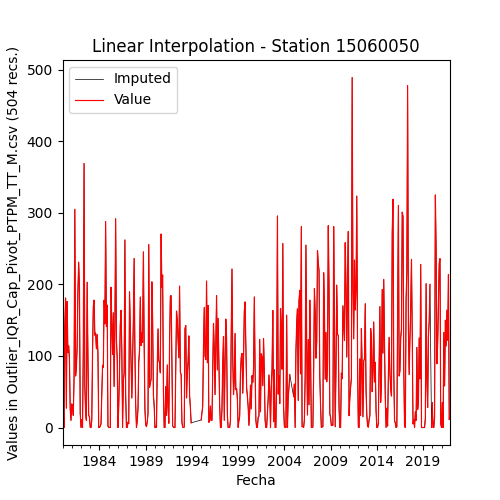 Linear Interpolation - Station 15060050
Values in Outlier_IQR_Cap_Pivot_PTPM_TT_M.csv (504 recs.)
500
400
300
200
100
0
Imputed
Value
1984
1989
1994
1999
2004
2009
2014
2019
Fecha